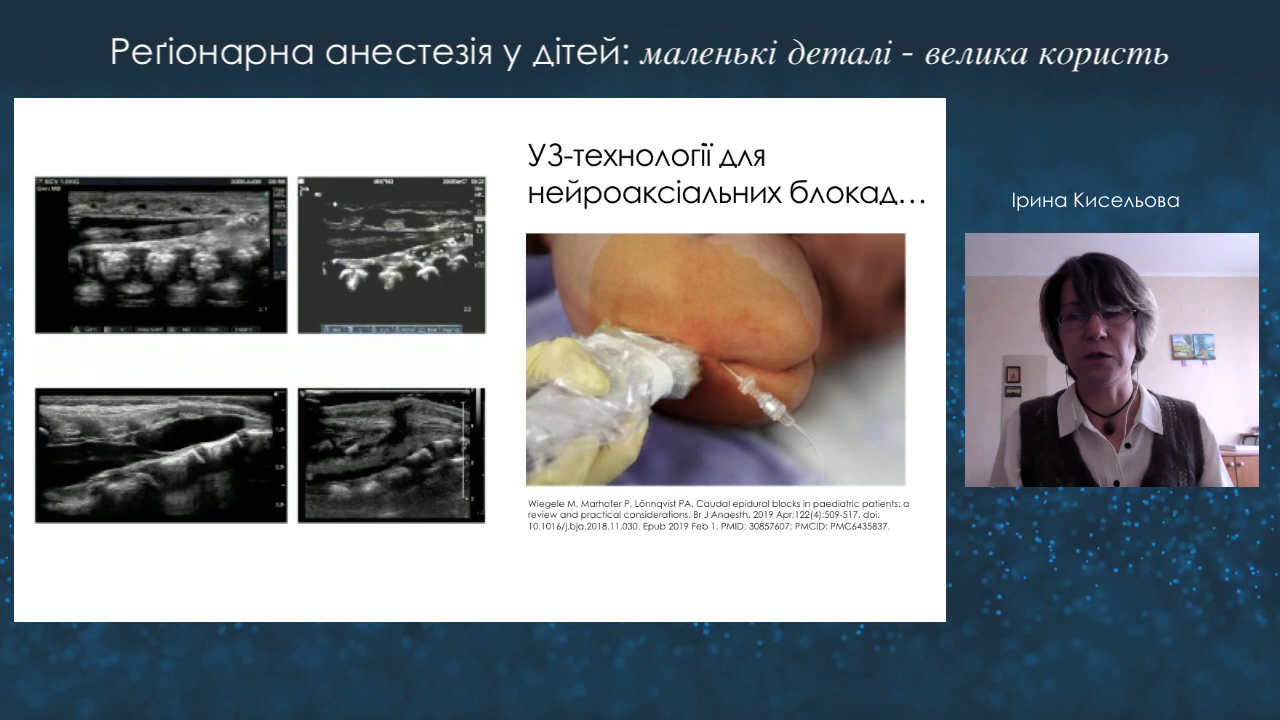 Реґіонарна анестезія у дітей: маленькі деталі - велика користь
УЗ-технології для
нейроаксіальних блокад...
Wiegele M, Marhofer P, Lönnqvist PA. Caudal epidural blocks in paediatric patients: a
review and practical considerations. Br J Anaesth. 2019 Apr;122(4):509-517. doi:
10.1016/j.bja.2018.11.030. Epub 2019 Feb 1. PMID: 30857607; PMCID: PMC6435837.
Ірина Кисельова